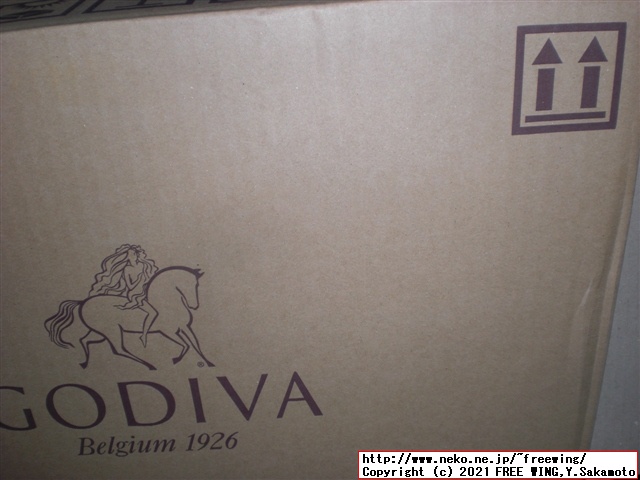 GODIVA
Belgium 1926
http://www.neko.ne.jp/~freewing/
Copyright (c) 2021 FREE WING,Y.Sakamoto